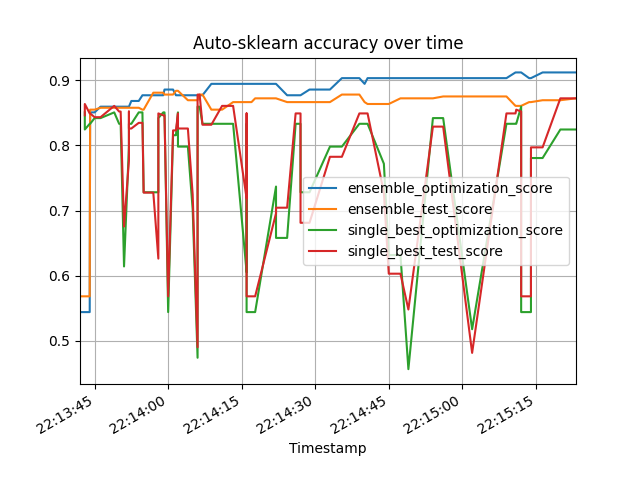 Auto-sklearn accuracy over time
0.9
0.8
0.7
0.6
0.5
ensemble_optimization_score
ensemble_test_score
single_best_optimization_score
single_best_test_score
22:13:45
22:14:00
22:14:15
22:14:30
22:14:45
22:15:00
22:15:15
Timestamp